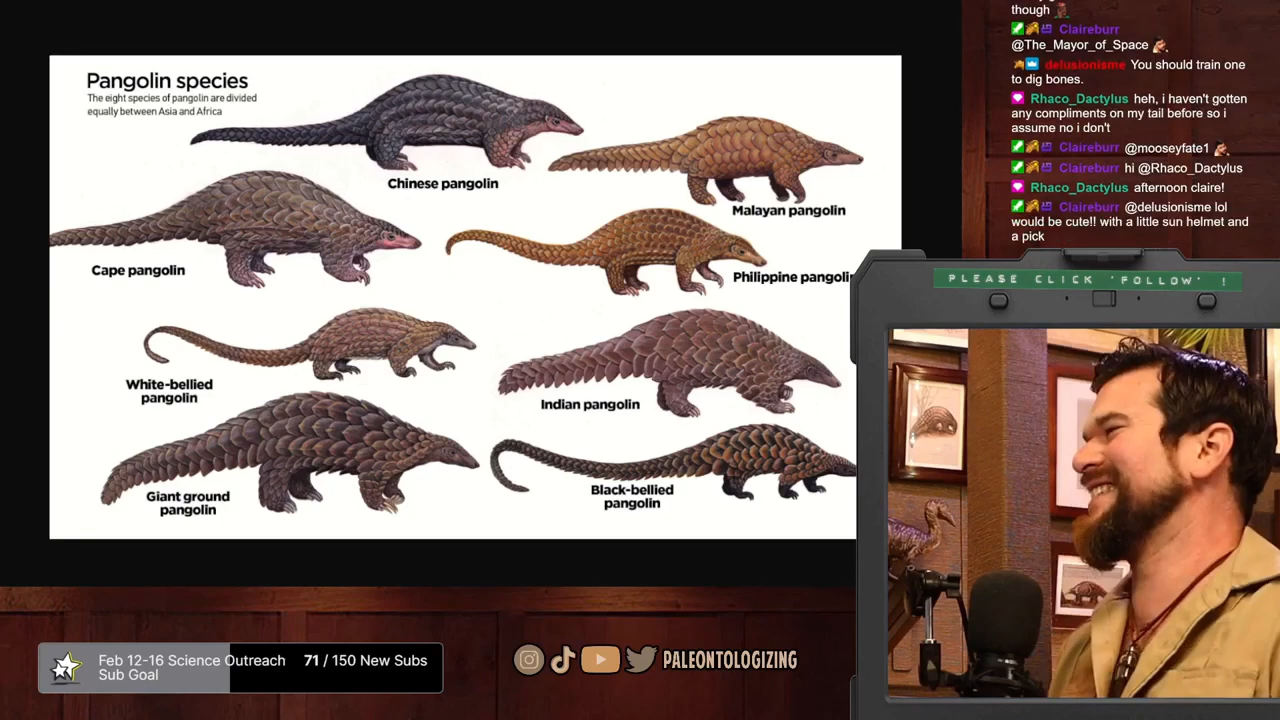 Pangolin species
The eight species of pangolin are divided
equally between Asia and Africa
Chinese pangolin
Malayan pangolin
Cape pangolin
Philippine pangolin
White-bellied
pangolin
Indian pangolin
Giant ground
pangolin
Black-bellied
pangolin
though
Claireburr
@The_Mayor_of_Space
delusionisme You should train one
to dig bones.
Rhaco_Dactylus heh, i haven't gotten
any compliments on my tail before so i
assume no i don't
Claireburr @mooseyfate1
Claireburr hi @Rhaco_Dactylus
Rhaco_Dactylus afternoon claire!
Claireburr @delusionisme lol
would be cute!! with a little sun helmet and
a pick
PLEASE CLICK 'FOLLOW' !
Feb 12-16 Science Outreach 71 / 150 New Subs
Sub Goal
PALEONTOLOGIZING